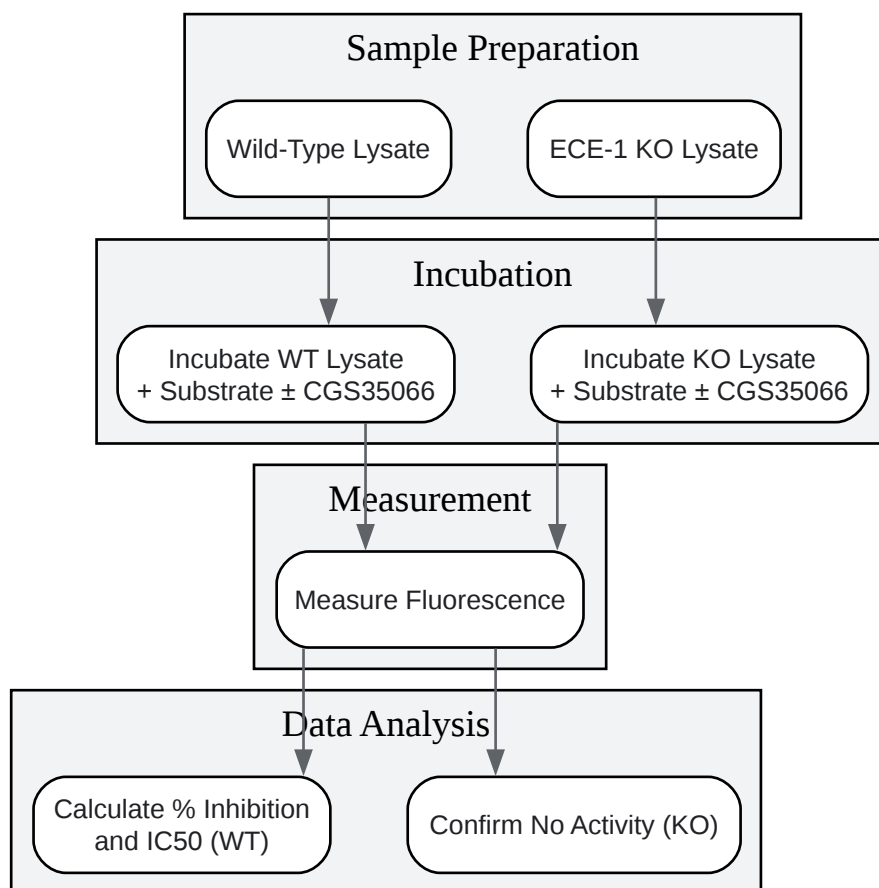 Sample Preparation
Wild-Type Lysate
ECE-1 KO Lysate
Incubation
Incubate WT Lysate
+ Substrate ± CGS35066
Incubate KO Lysate
+ Substrate ± CGS35066
Measurement
Measure Fluorescence
Data Analysis
Calculate % Inhibition
and IC50 (WT)
Confirm No Activity (KO)